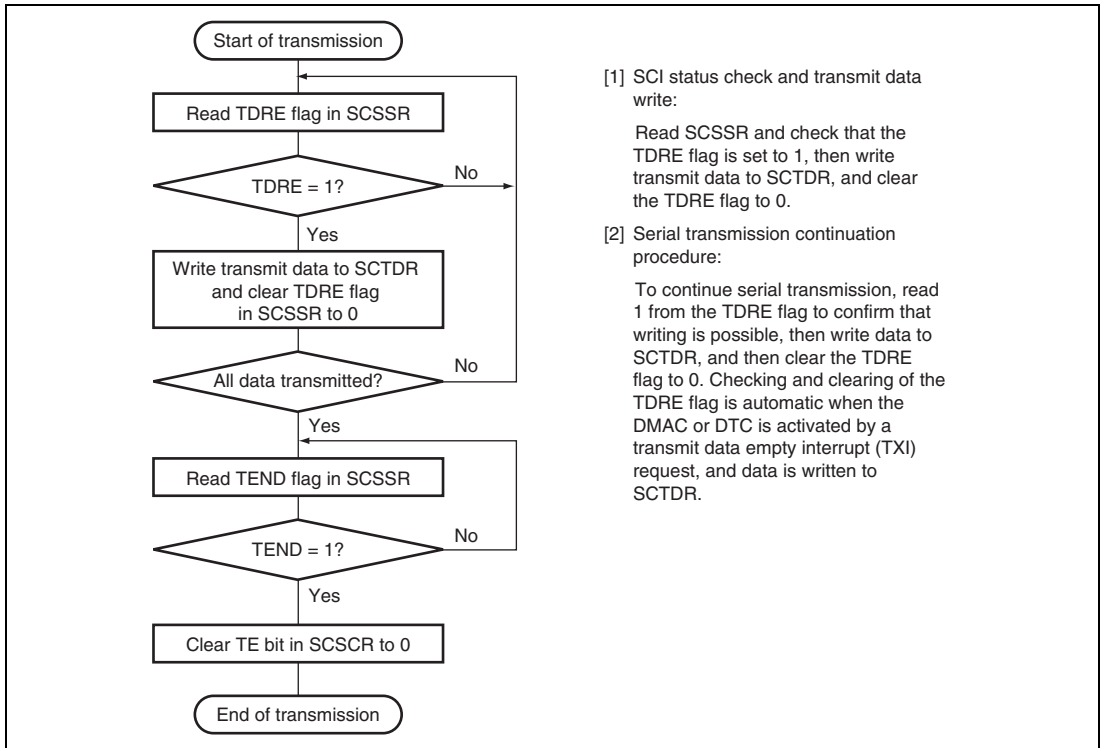 Start of transmission
Read TDRE flag in SCSSR
TDRE = 1?
No
Yes
Write transmit data to SCTDR
and clear TDRE flag
in SCSSR to 0
All data transmitted?
No
Yes
Read TEND flag in SCSSR
TEND = 1?
No
Yes
Clear TE bit in SCSCR to 0
End of transmission
[1] SCI status check and transmit data
write:
Read SCSSR and check that the
TDRE flag is set to 1, then write
transmit data to SCTDR, and clear
the TDRE flag to 0.
[2] Serial transmission continuation
procedure:
To continue serial transmission, read
1 from the TDRE flag to confirm that
writing is possible, then write data to
SCTDR, and then clear the TDRE
flag to 0. Checking and clearing of the
TDRE flag is automatic when the
DMAC or DTC is activated by a
transmit data empty interrupt (TXI)
request, and data is written to
SCTDR.